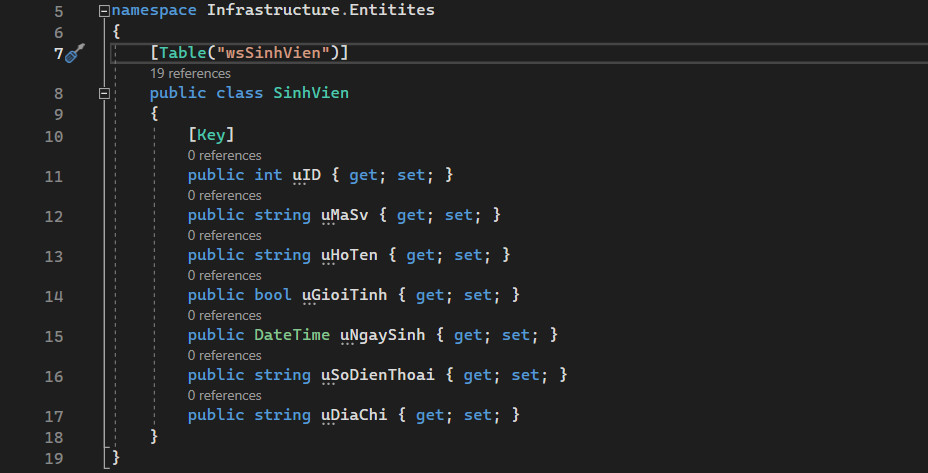 5 namespace Infrastructure.Entitites
6 {
7 [Table("wsSinhVien")]
19 references
8 public class SinhVien
9 {
10 [Key]
0 references
11 public int uID { get; set; }
0 references
12 public string uMaSv { get; set; }
0 references
13 public string uHoTen { get; set; }
0 references
14 public bool uGioiTinh { get; set; }
0 references
15 public DateTime uNgaySinh { get; set; }
0 references
16 public string uSoDienThoai { get; set; }
0 references
17 public string uDiaChi { get; set; }
18 }
19 }